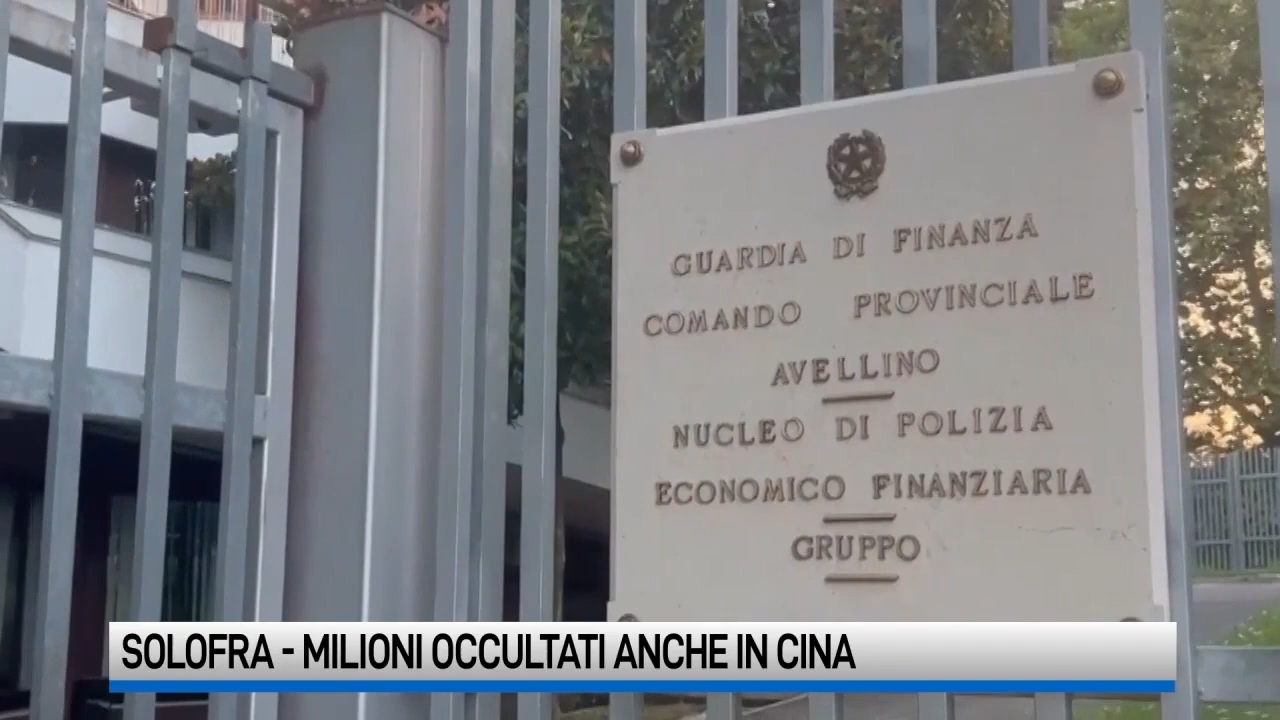 GUARDIA DI FINANZA
COMANDO PROVINCIALE
AVELLINO
NUCLEO DI POLIZIA
ECONOMICO FINANZIARIA
GRUPPO
SOLOFRA - MILIONI OCCULTATI ANCHE IN CINA